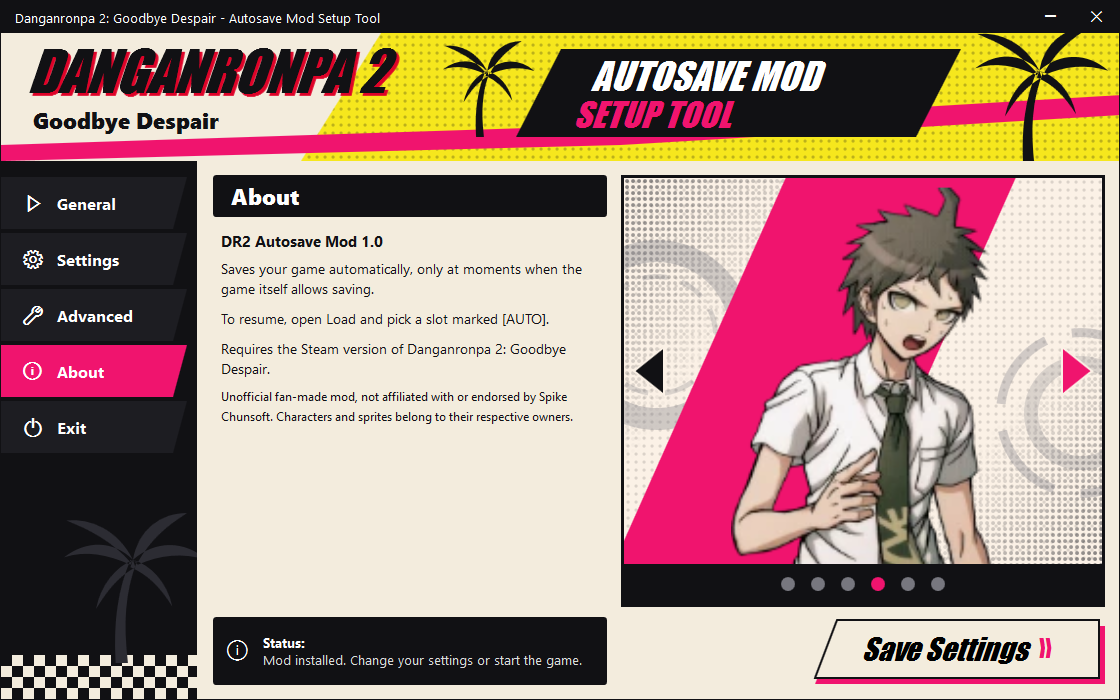 Danganronpa 2: Goodbye Despair - Autosave Mod Setup Tool
DANGANRONPA 2
Goodbye Despair
AUTOSAVE MOD
SETUP TOOL
General
Settings
Advanced
About
Exit
About
DR2 Autosave Mod 1.0
Saves your game automatically, only at moments when the
game itself allows saving.
To resume, open Load and pick a slot marked [AUTO].
Requires the Steam version of Danganronpa 2: Goodbye
Despair.
Unofficial fan-made mod, not affiliated with or endorsed by Spike
Chunsoft. Characters and sprites belong to their respective owners.
Status:
Mod installed. Change your settings or start the game.
Save Settings